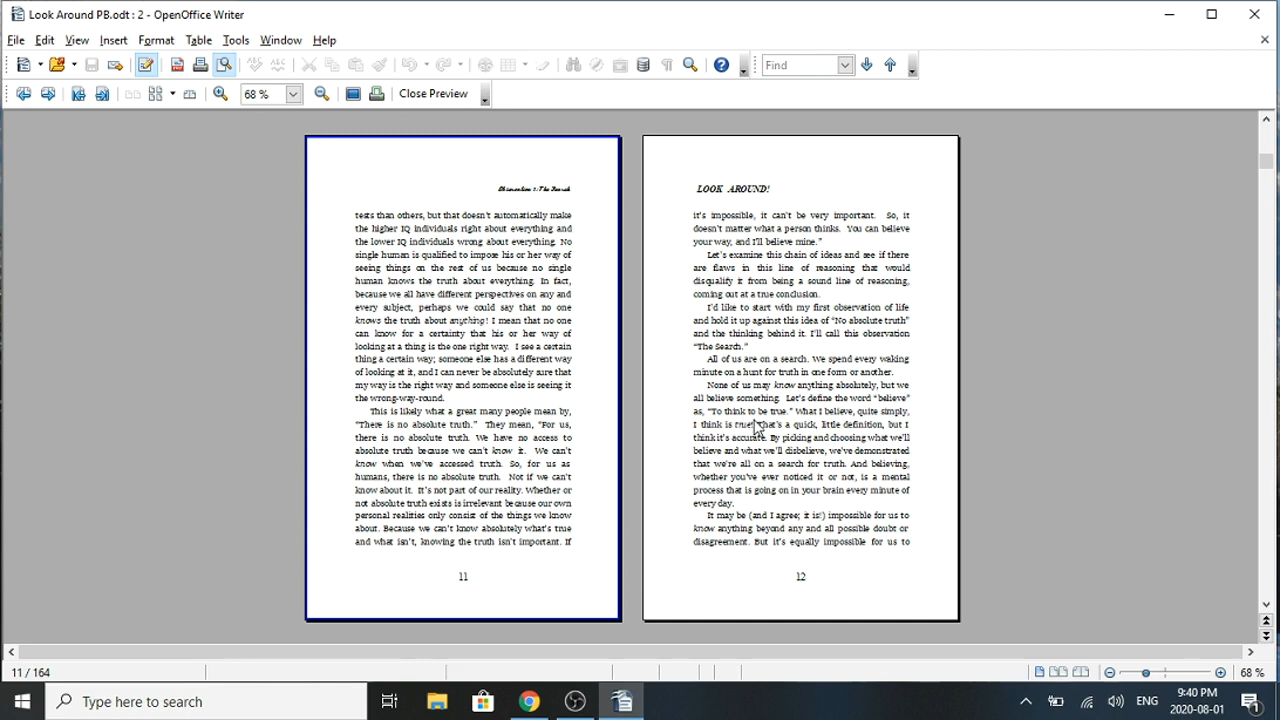 Look Around PB.odt : 2 - OpenOffice Writer
File Edit View Insert Format Table Tools Window Help
Find
68 %
Close Preview
Observation 1: The Search
tests than others, but that doesn't automatically make
the higher IQ individuals right about everything and
the lower IQ individuals wrong about everything. No
single human is qualified to impose his or her way of
seeing things on the rest of us because no single
human knows the truth about everything. In fact,
because we all have different perspectives on any and
every subject, perhaps we could say that no one
knows the truth about anything! I mean that no one
can know for a certainty that his or her way of
looking at a thing is the one right way. I see a certain
thing a certain way; someone else has a different way
of looking at it, and I can never be absolutely sure that
my way is the right way and someone else is seeing it
the wrong-way-round.
This is likely what a great many people mean by,
"There is no absolute truth." They mean, "For us,
there is no absolute truth. We have no access to
absolute truth because we can't know it. We can't
know when we've accessed truth. So, for us as
humans, there is no absolute truth. Not if we can't
know about it. It's not part of our reality. Whether or
not absolute truth exists is irrelevant because our own
personal realities only consist of the things we know
about. Because we can't know absolutely what's true
and what isn't, knowing the truth isn't important. If
11
LOOK AROUND!
it's impossible, it can't be very important. So, it
doesn't matter what a person thinks. You can believe
your way, and I'll believe mine."
Let's examine this chain of ideas and see if there
are flaws in this line of reasoning that would
disqualify it from being a sound line of reasoning,
coming out at a true conclusion.
I'd like to start with my first observation of life
and hold it up against this idea of "No absolute truth"
and the thinking behind it. I'll call this observation
"The Search."
All of us are on a search. We spend every waking
minute on a hunt for truth in one form or another.
None of us may know anything absolutely, but we
all believe something. Let's define the word "believe"
as, "To think to be true." What I believe, quite simply,
I think is true. That's a quick, little definition, but I
think it's accurate. By picking and choosing what we'll
believe and what we'll disbelieve, we've demonstrated
that we're all on a search for truth. And believing,
whether you've ever noticed it or not, is a mental
process that is going on in your brain every minute of
every day.
It may be (and I agree; it is!) impossible for us to
know anything beyond any and all possible doubt or
disagreement. But it's equally impossible for us to
12
11 / 164
68 %
Type here to search
ENG
9:40 PM
2020-08-01
1